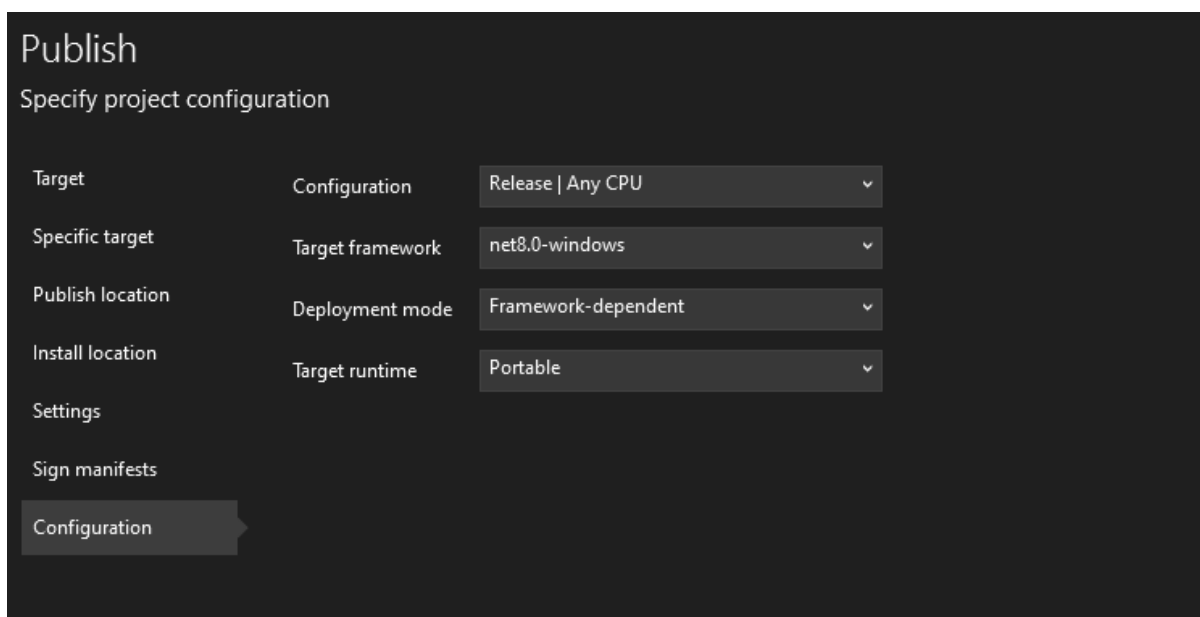 Publish
Specify project configuration
Target
Specific target
Publish location
Install location
Settings
Sign manifests
Configuration
Configuration Release | Any CPU
Target framework net8.0-windows
Deployment mode Framework-dependent
Target runtime Portable